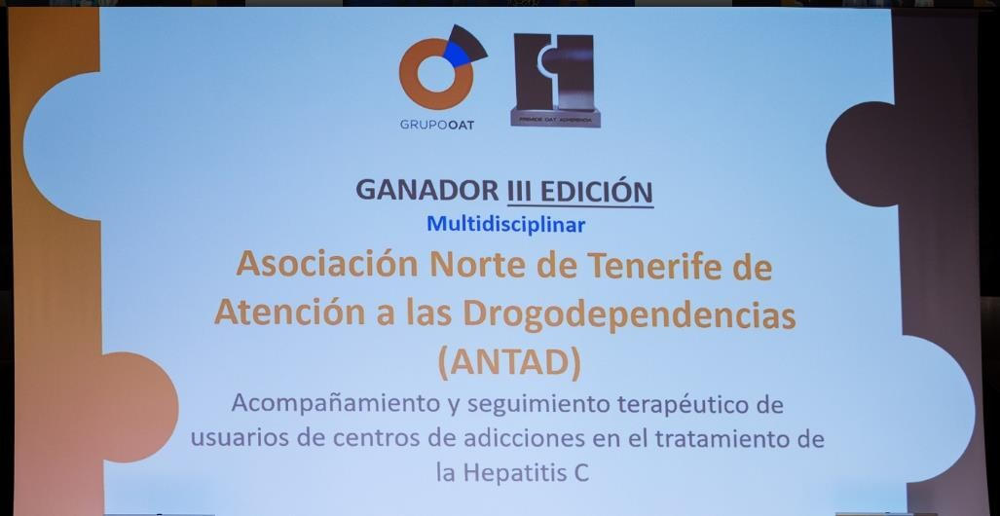 GRUPOOAT
PREMIOS OAT ADHERENCIA
GANADOR III EDICIÓN
Multidisciplinar
Asociación Norte de Tenerife de
Atención a las Drogodependencias
(ANTAD)
Acompañamiento y seguimiento terapéutico de
usuarios de centros de adicciones en el tratamiento de
la Hepatitis C